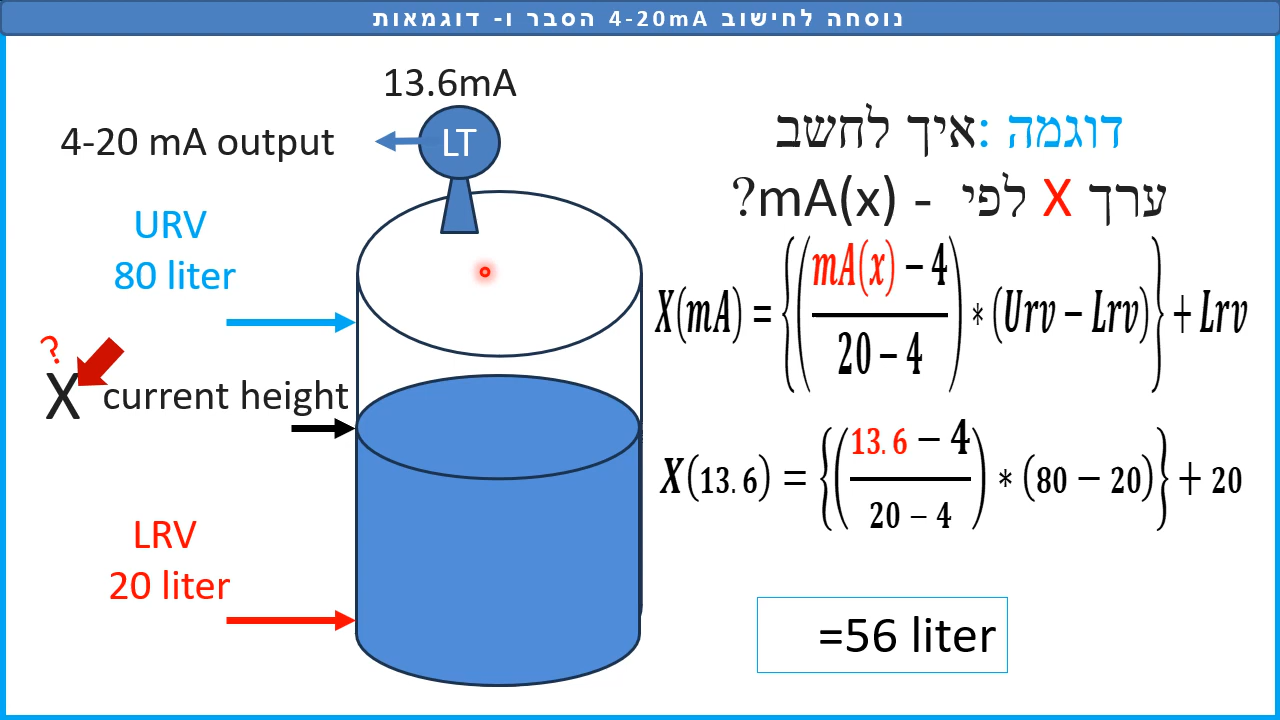 נוסחה לחישוב 4-20mA הסבר ו- דוגמאות
13.6mA
4-20 mA output
LT
URV
80 liter
?
X current height
LRV
20 liter
דוגמה: איך לחשב
ערך X לפי - mA(x)?
X(mA) = {((mA(x) − 4)/(20 − 4)) * (Urv − Lrv)} + Lrv
X(13.6) = {((13.6 − 4)/(20 − 4)) * (80 − 20)} + 20
=56 liter